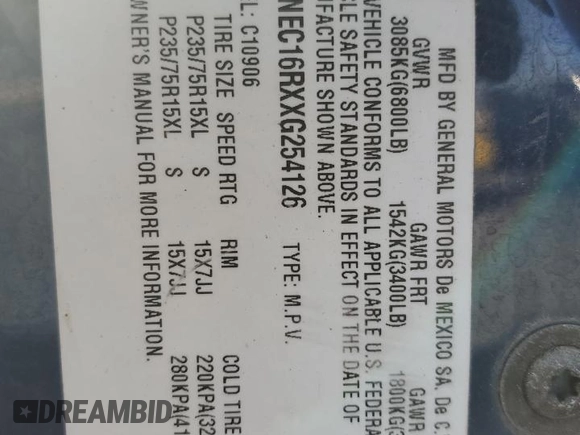 MFD BY GENERAL MOTORS De MEXICO SA. De C.
GVWR GAWR FRT GAWR
3085KG(6800LB) 1542KG(3400LB) 1800KG(3
VEHICLE CONFORMS TO ALL APPLICABLE U.S. FEDERA
LE SAFETY STANDARDS IN EFFECT ON THE DATE OF
UFACTURE SHOWN ABOVE.
NEC16RXXG254126 TYPE: M.P.V.
L: C10906
TIRE SIZE SPEED RTG RIM COLD TIRE
P235/75R15XL S 15X7JJ 220KPA(32
P235/75R15XL S 15X7JJ 280KPA(41
OWNER'S MANUAL FOR MORE INFORMATION.
DREAMBID